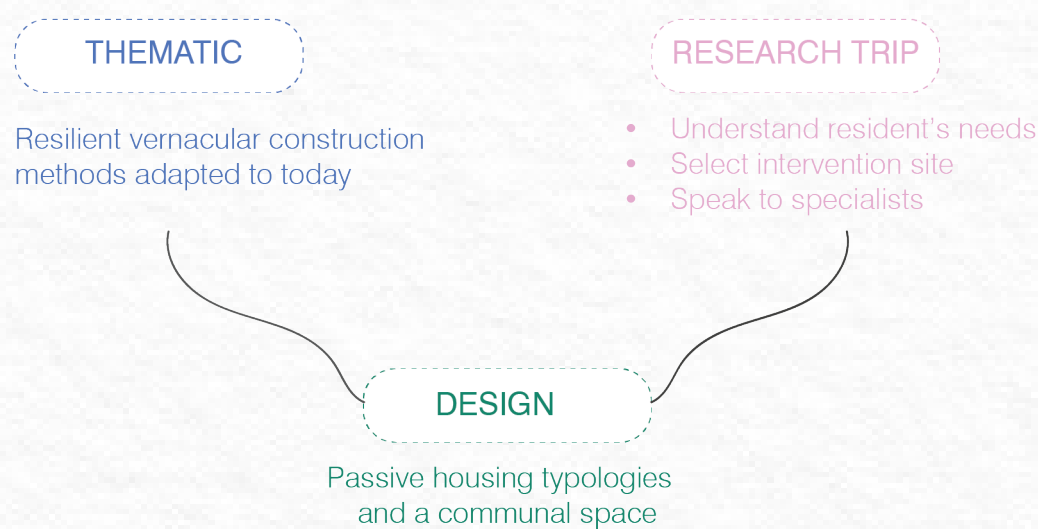 THEMATIC
Resilient vernacular construction
methods adapted to today
RESEARCH TRIP
• Understand resident's needs
• Select intervention site
• Speak to specialists
DESIGN
Passive housing typologies
and a communal space